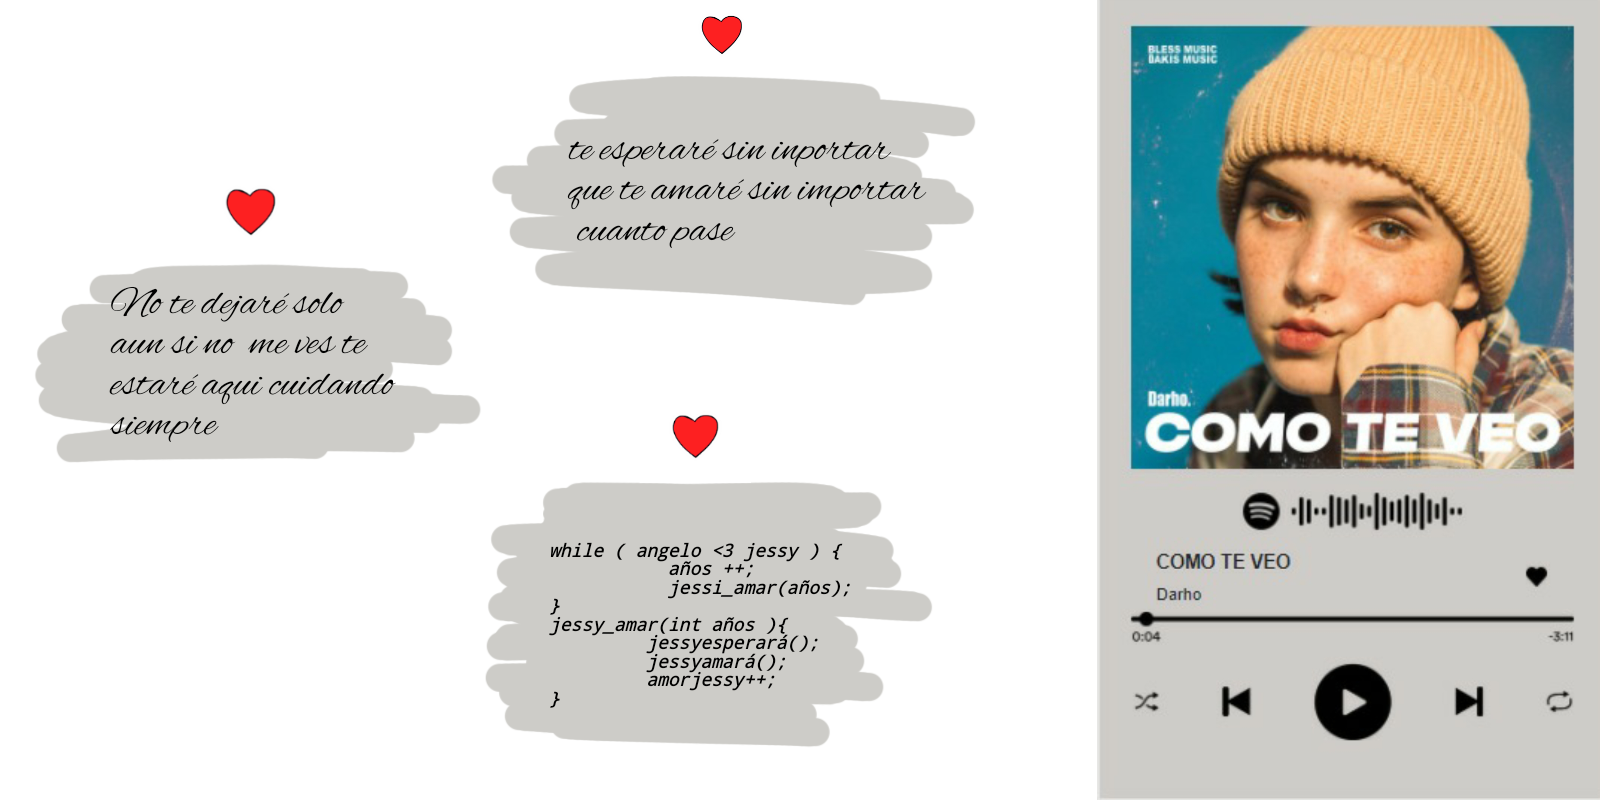 No te dejaré solo
aun si no me ves te
estaré aqui cuidando
siempre
te esperaré sin inportar
que te amaré sin importar
cuanto pase
while ( angelo <3 jessy ) {
años ++;
jessi_amar(años);
}
jessy_amar(int años ){
jessyesperará();
jessyamará();
amorjessy++;
}
BLESS MUSIC
BAKIS MUSIC
Darho.
COMO TE VEO
COMO TE VEO
Darho
0:04
-3:11